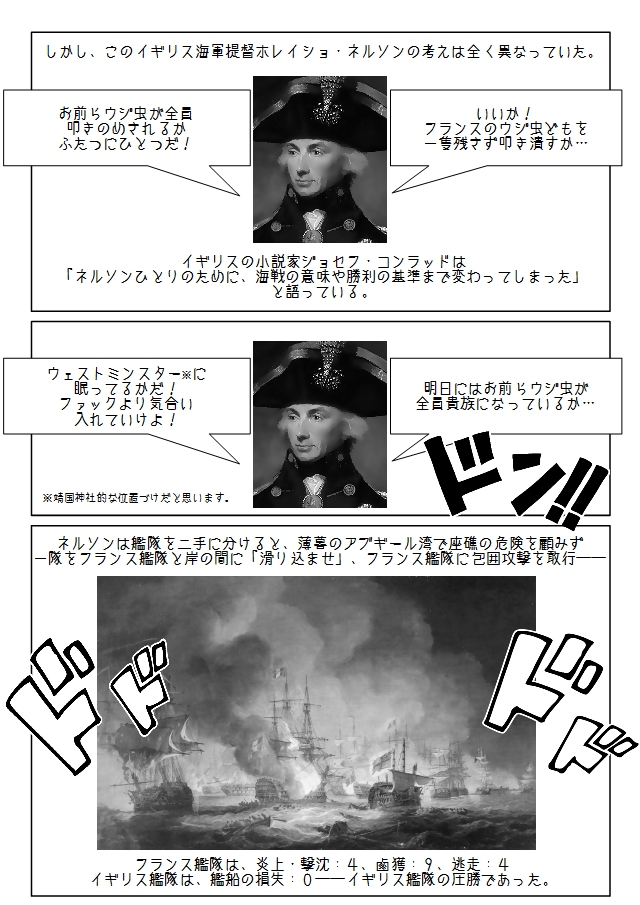 しかし、このイギリス海軍提督ホレイショ・ネルソンの考えは全く異なっていた。
いいか！
フランスのウジ虫どもを
一隻残さず叩き潰すか…
お前らウジ虫が全員
叩きのめされるか
ふたつにひとつだ！
イギリスの小説家ジョセフ・コンラッドは
「ネルソンひとりのために、海戦の意味や勝利の基準まで変わってしまった」
と語っている。
明日にはお前らウジ虫が
全員貴族になっているか…
ウェストミンスター※に
眠ってるかだ！
ファックより気合い
入れていけよ！
ドン!!
※靖国神社的な位置づけだと思います。
ネルソンは艦隊を二手に分けると、薄暮のアブギール湾で座礁の危険を顧みず
一隊をフランス艦隊と岸の間に「滑り込ませ」、フランス艦隊に包囲攻撃を敢行――
ド
ド
ド
ド
フランス艦隊は、炎上・撃沈：４、鹵獲：９、逃走：４
イギリス艦隊は、艦船の損失：０――イギリス艦隊の圧勝であった。